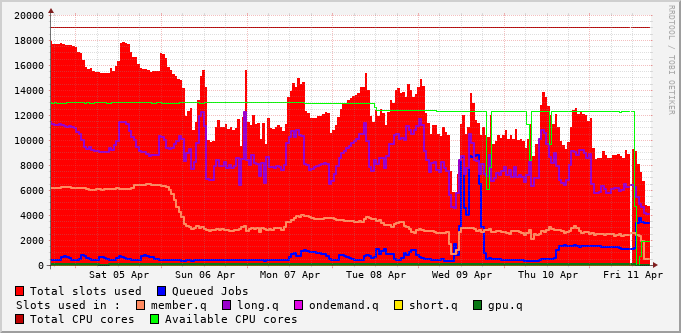 20000
18000
16000
14000
12000
10000
8000
6000
4000
2000
0
Sat 05 Apr Sun 06 Apr Mon 07 Apr Tue 08 Apr Wed 09 Apr Thu 10 Apr Fri 11 Apr
Total slots used Queued Jobs
Slots used in : member.q long.q ondemand.q short.q gpu.q
Total CPU cores Available CPU cores
RRDTOOL / TOBI OETIKER